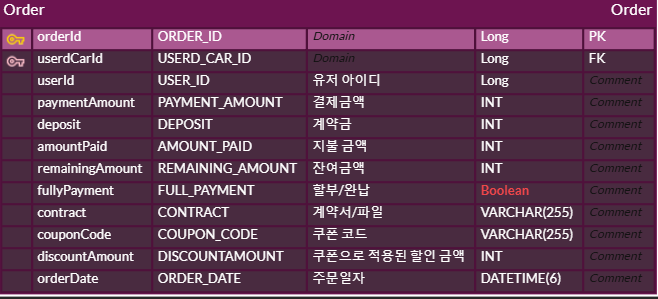 Order Order
orderId ORDER_ID Domain Long PK
userdCarId USERD_CAR_ID Domain Long FK
userId USER_ID 유저 아이디 Long Comment
paymentAmount PAYMENT_AMOUNT 결제금액 INT Comment
deposit DEPOSIT 계약금 INT Comment
amountPaid AMOUNT_PAID 지불 금액 INT Comment
remainingAmount REMAINING_AMOUNT 잔여금액 INT Comment
fullyPayment FULL_PAYMENT 할부/완납 Boolean Comment
contract CONTRACT 계약서/파일 VARCHAR(255) Comment
couponCode COUPON_CODE 쿠폰 코드 VARCHAR(255) Comment
discountAmount DISCOUNTAMOUNT 쿠폰으로 적용된 할인 금액 INT Comment
orderDate ORDER_DATE 주문일자 DATETIME(6) Comment